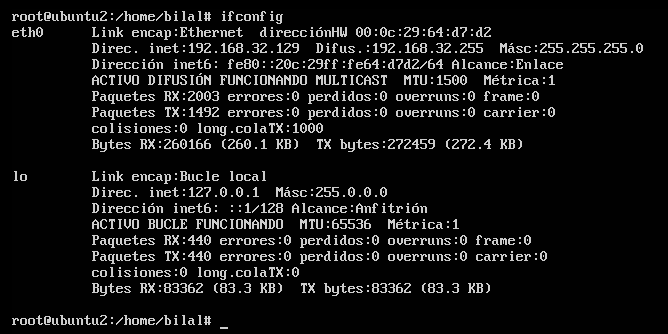 root@ubuntu2:/home/bilal# ifconfig
eth0      Link encap:Ethernet  direcciónHW 00:0c:29:64:d7:d2
          Direc. inet:192.168.32.129  Difus.:192.168.32.255  Másc:255.255.255.0
          Dirección inet6: fe80::20c:29ff:fe64:d7d2/64 Alcance:Enlace
          ACTIVO DIFUSIÓN FUNCIONANDO MULTICAST  MTU:1500  Métrica:1
          Paquetes RX:2003 errores:0 perdidos:0 overruns:0 frame:0
          Paquetes TX:1492 errores:0 perdidos:0 overruns:0 carrier:0
          colisiones:0 long.colaTX:1000
          Bytes RX:260166 (260.1 KB)  TX bytes:272459 (272.4 KB)
lo        Link encap:Bucle local
          Direc. inet:127.0.0.1  Másc:255.0.0.0
          Dirección inet6: ::1/128 Alcance:Anfitrión
          ACTIVO BUCLE FUNCIONANDO  MTU:65536  Métrica:1
          Paquetes RX:440 errores:0 perdidos:0 overruns:0 frame:0
          Paquetes TX:440 errores:0 perdidos:0 overruns:0 carrier:0
          colisiones:0 long.colaTX:0
          Bytes RX:83362 (83.3 KB)  TX bytes:83362 (83.3 KB)
root@ubuntu2:/home/bilal# _